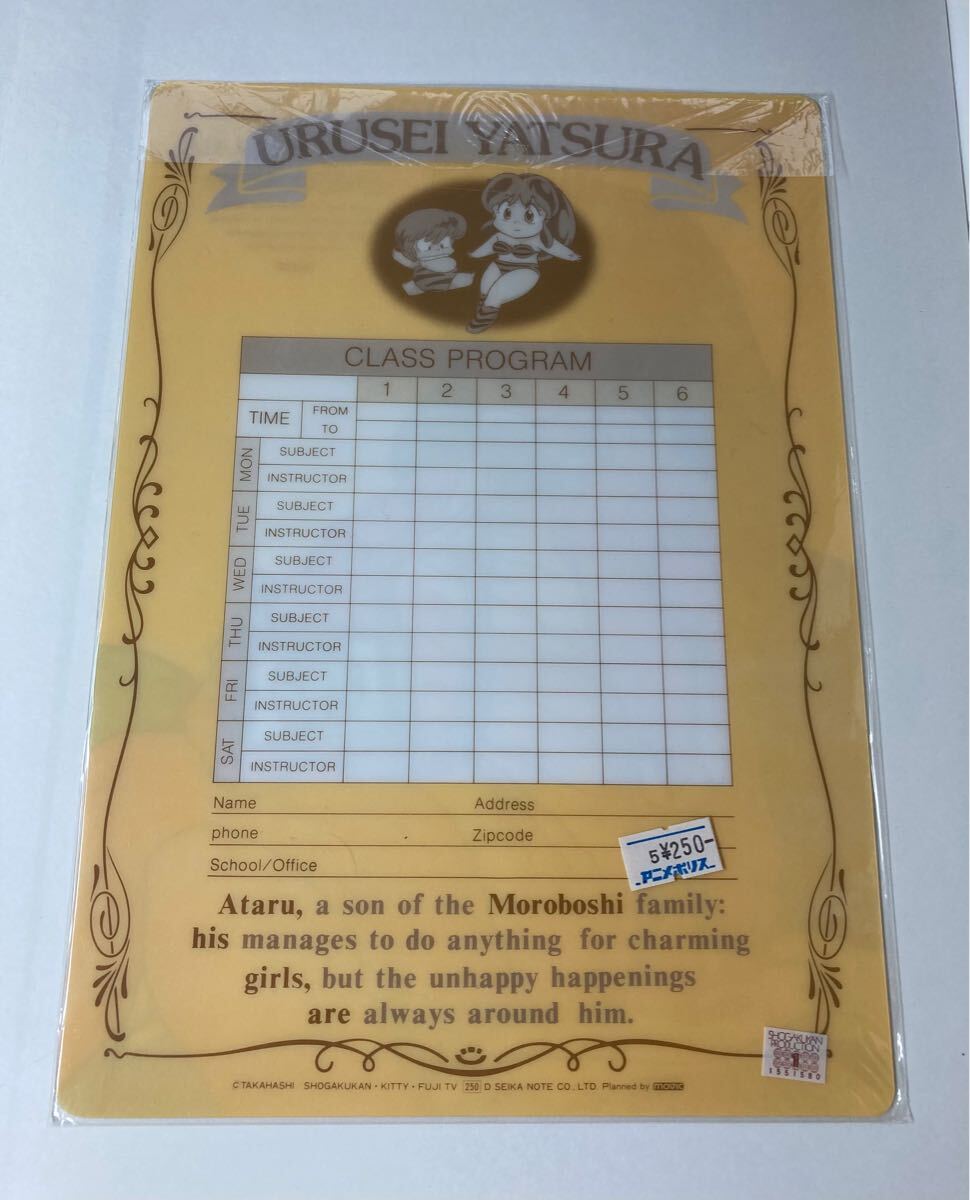 URUSEI YATSURA
CLASS PROGRAM
1 2 3 4 5 6
TIME FROM
TO
MON SUBJECT
INSTRUCTOR
TUE SUBJECT
INSTRUCTOR
WED SUBJECT
INSTRUCTOR
THU SUBJECT
INSTRUCTOR
FRI SUBJECT
INSTRUCTOR
SAT SUBJECT
INSTRUCTOR
Name Address
phone Zipcode
School/Office
5¥250-
アニメポリス
Ataru, a son of the Moroboshi family:
his manages to do anything for charming
girls, but the unhappy happenings
are always around him.
SHOGAKUKAN
PRODUCTION
1
1551580
©TAKAHASHI SHOGAKUKAN・KITTY・FUJI TV 250 D SEIKA NOTE CO., LTD. Planned by movic